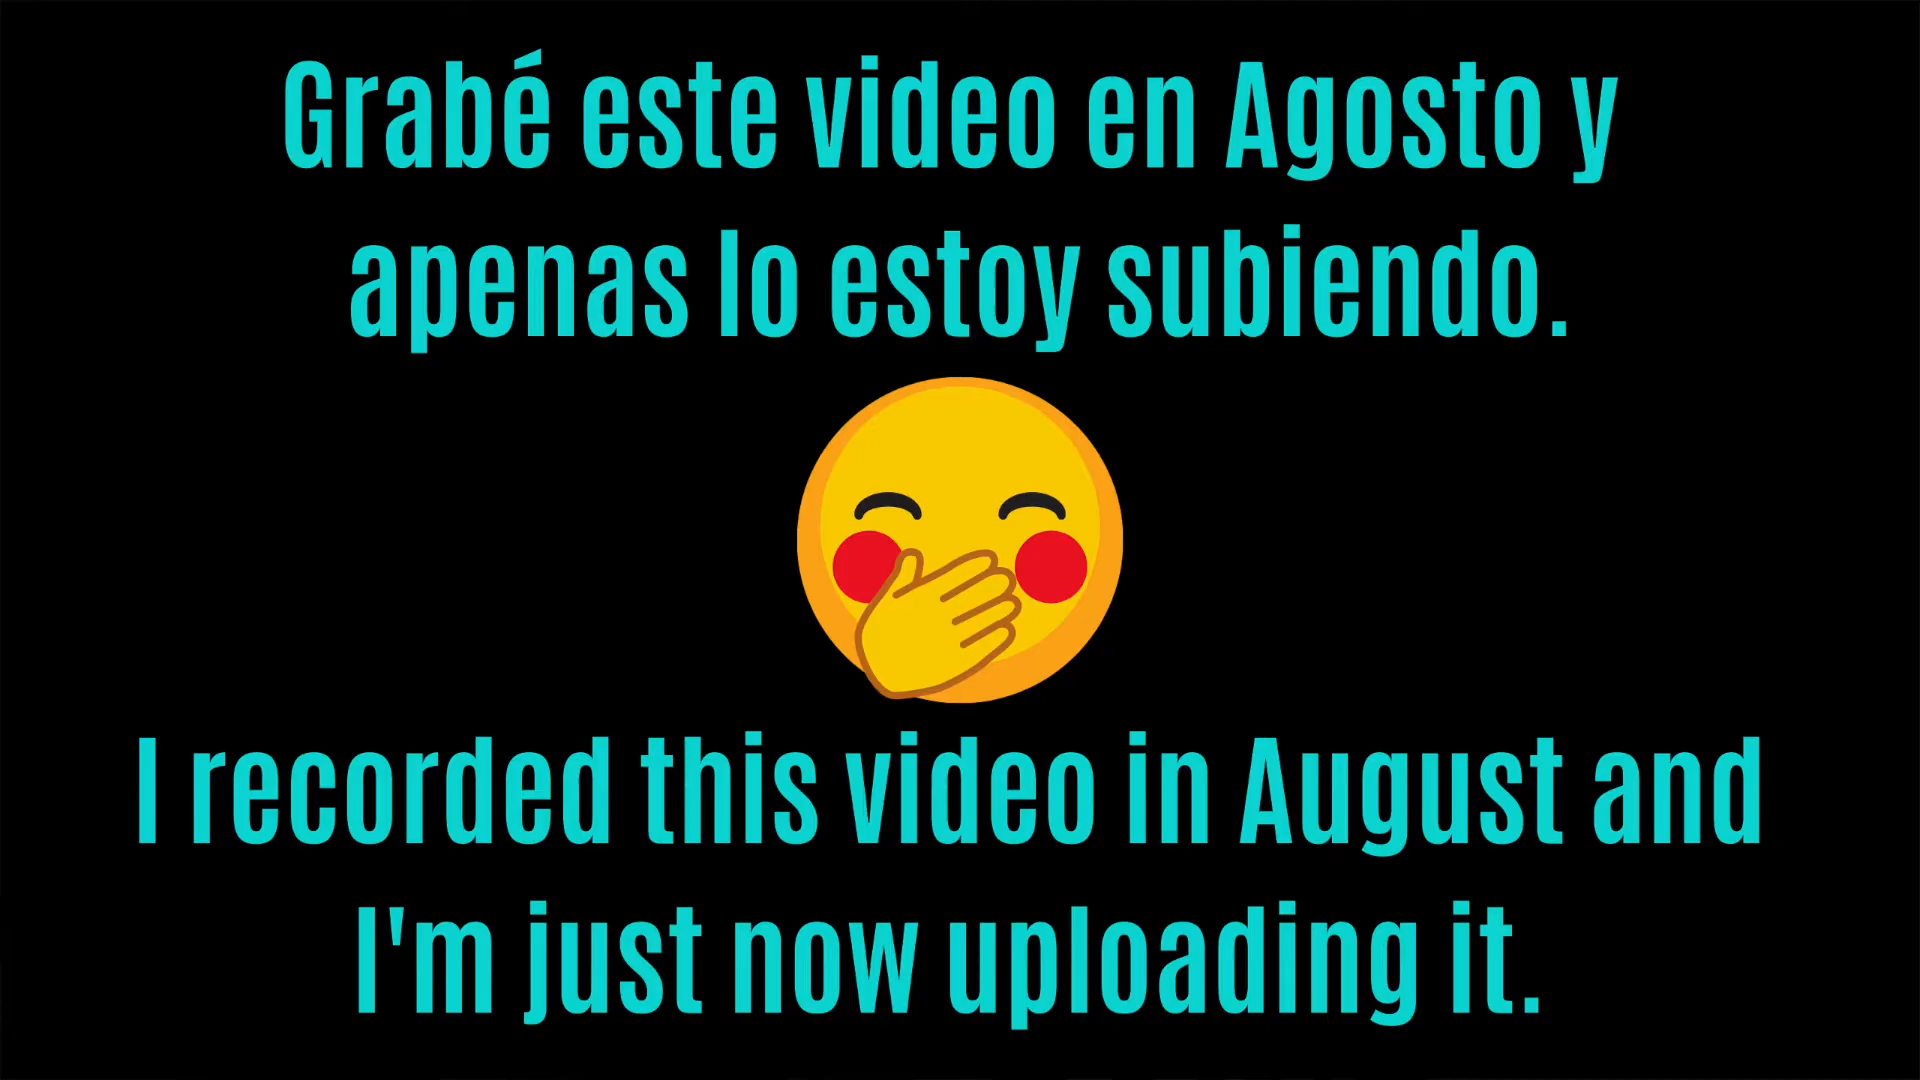 Grabé este video en Agosto y
apenas lo estoy subiendo.
I recorded this video in August and
I'm just now uploading it.